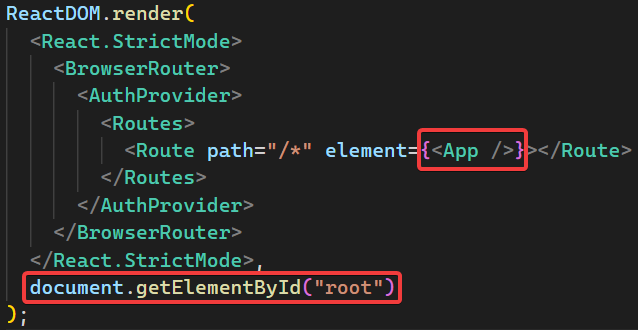 ReactDOM.render(
<React.StrictMode>
<BrowserRouter>
<AuthProvider>
<Routes>
<Route path="/*" element={<App />}></Route>
</Routes>
</AuthProvider>
</BrowserRouter>
</React.StrictMode>,
document.getElementById("root")
);